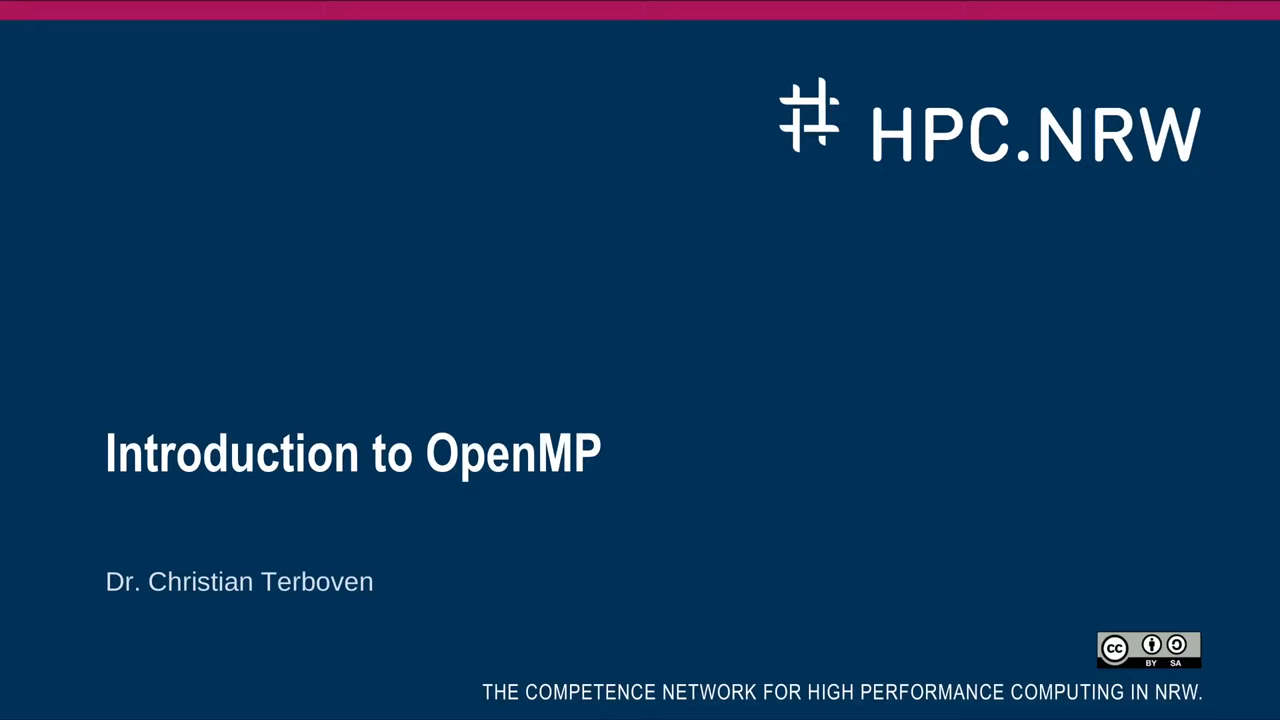 HPC.NRW
Introduction to OpenMP
Dr. Christian Terboven
cc
BY SA
THE COMPETENCE NETWORK FOR HIGH PERFORMANCE COMPUTING IN NRW.